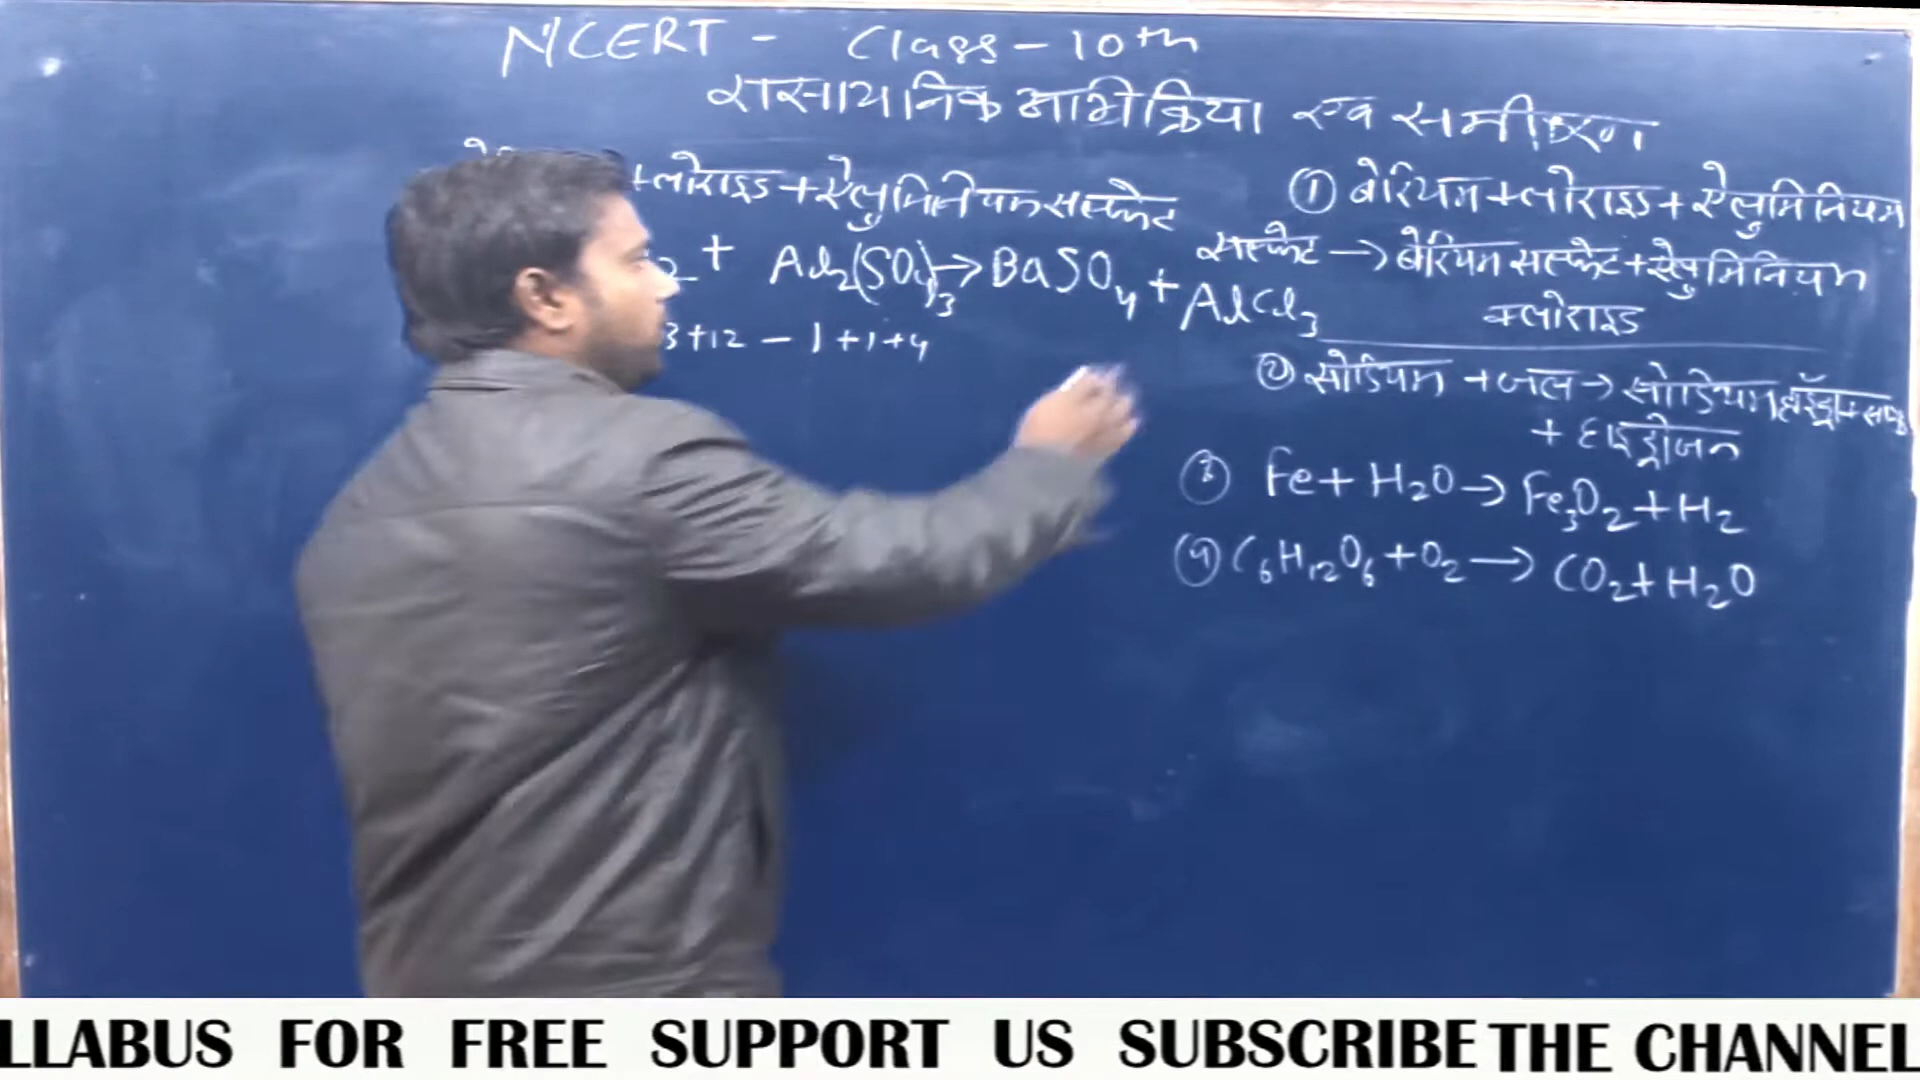 NCERT - Class - 10th
रासायनिक अभिक्रिया एवं समीकरण
+लोराइड + ऐलुमिनियम सल्फेट
2 + Al2(SO4)3 → BaSO4 + AlCl3
3+12 - 1+1+4
① बेरियम +लोराइड + ऐलुमिनियम
सल्फेट → बेरियम सल्फेट + ऐलुमिनियम
क्लोराइड
② सोडियम + जल → सोडियम
+ हाइड्रोजन
③ Fe + H2O → Fe3O2 + H2
④ C6H12O6 + O2 → CO2 + H2O
LLABUS FOR FREE SUPPORT US SUBSCRIBE THE CHANNEL